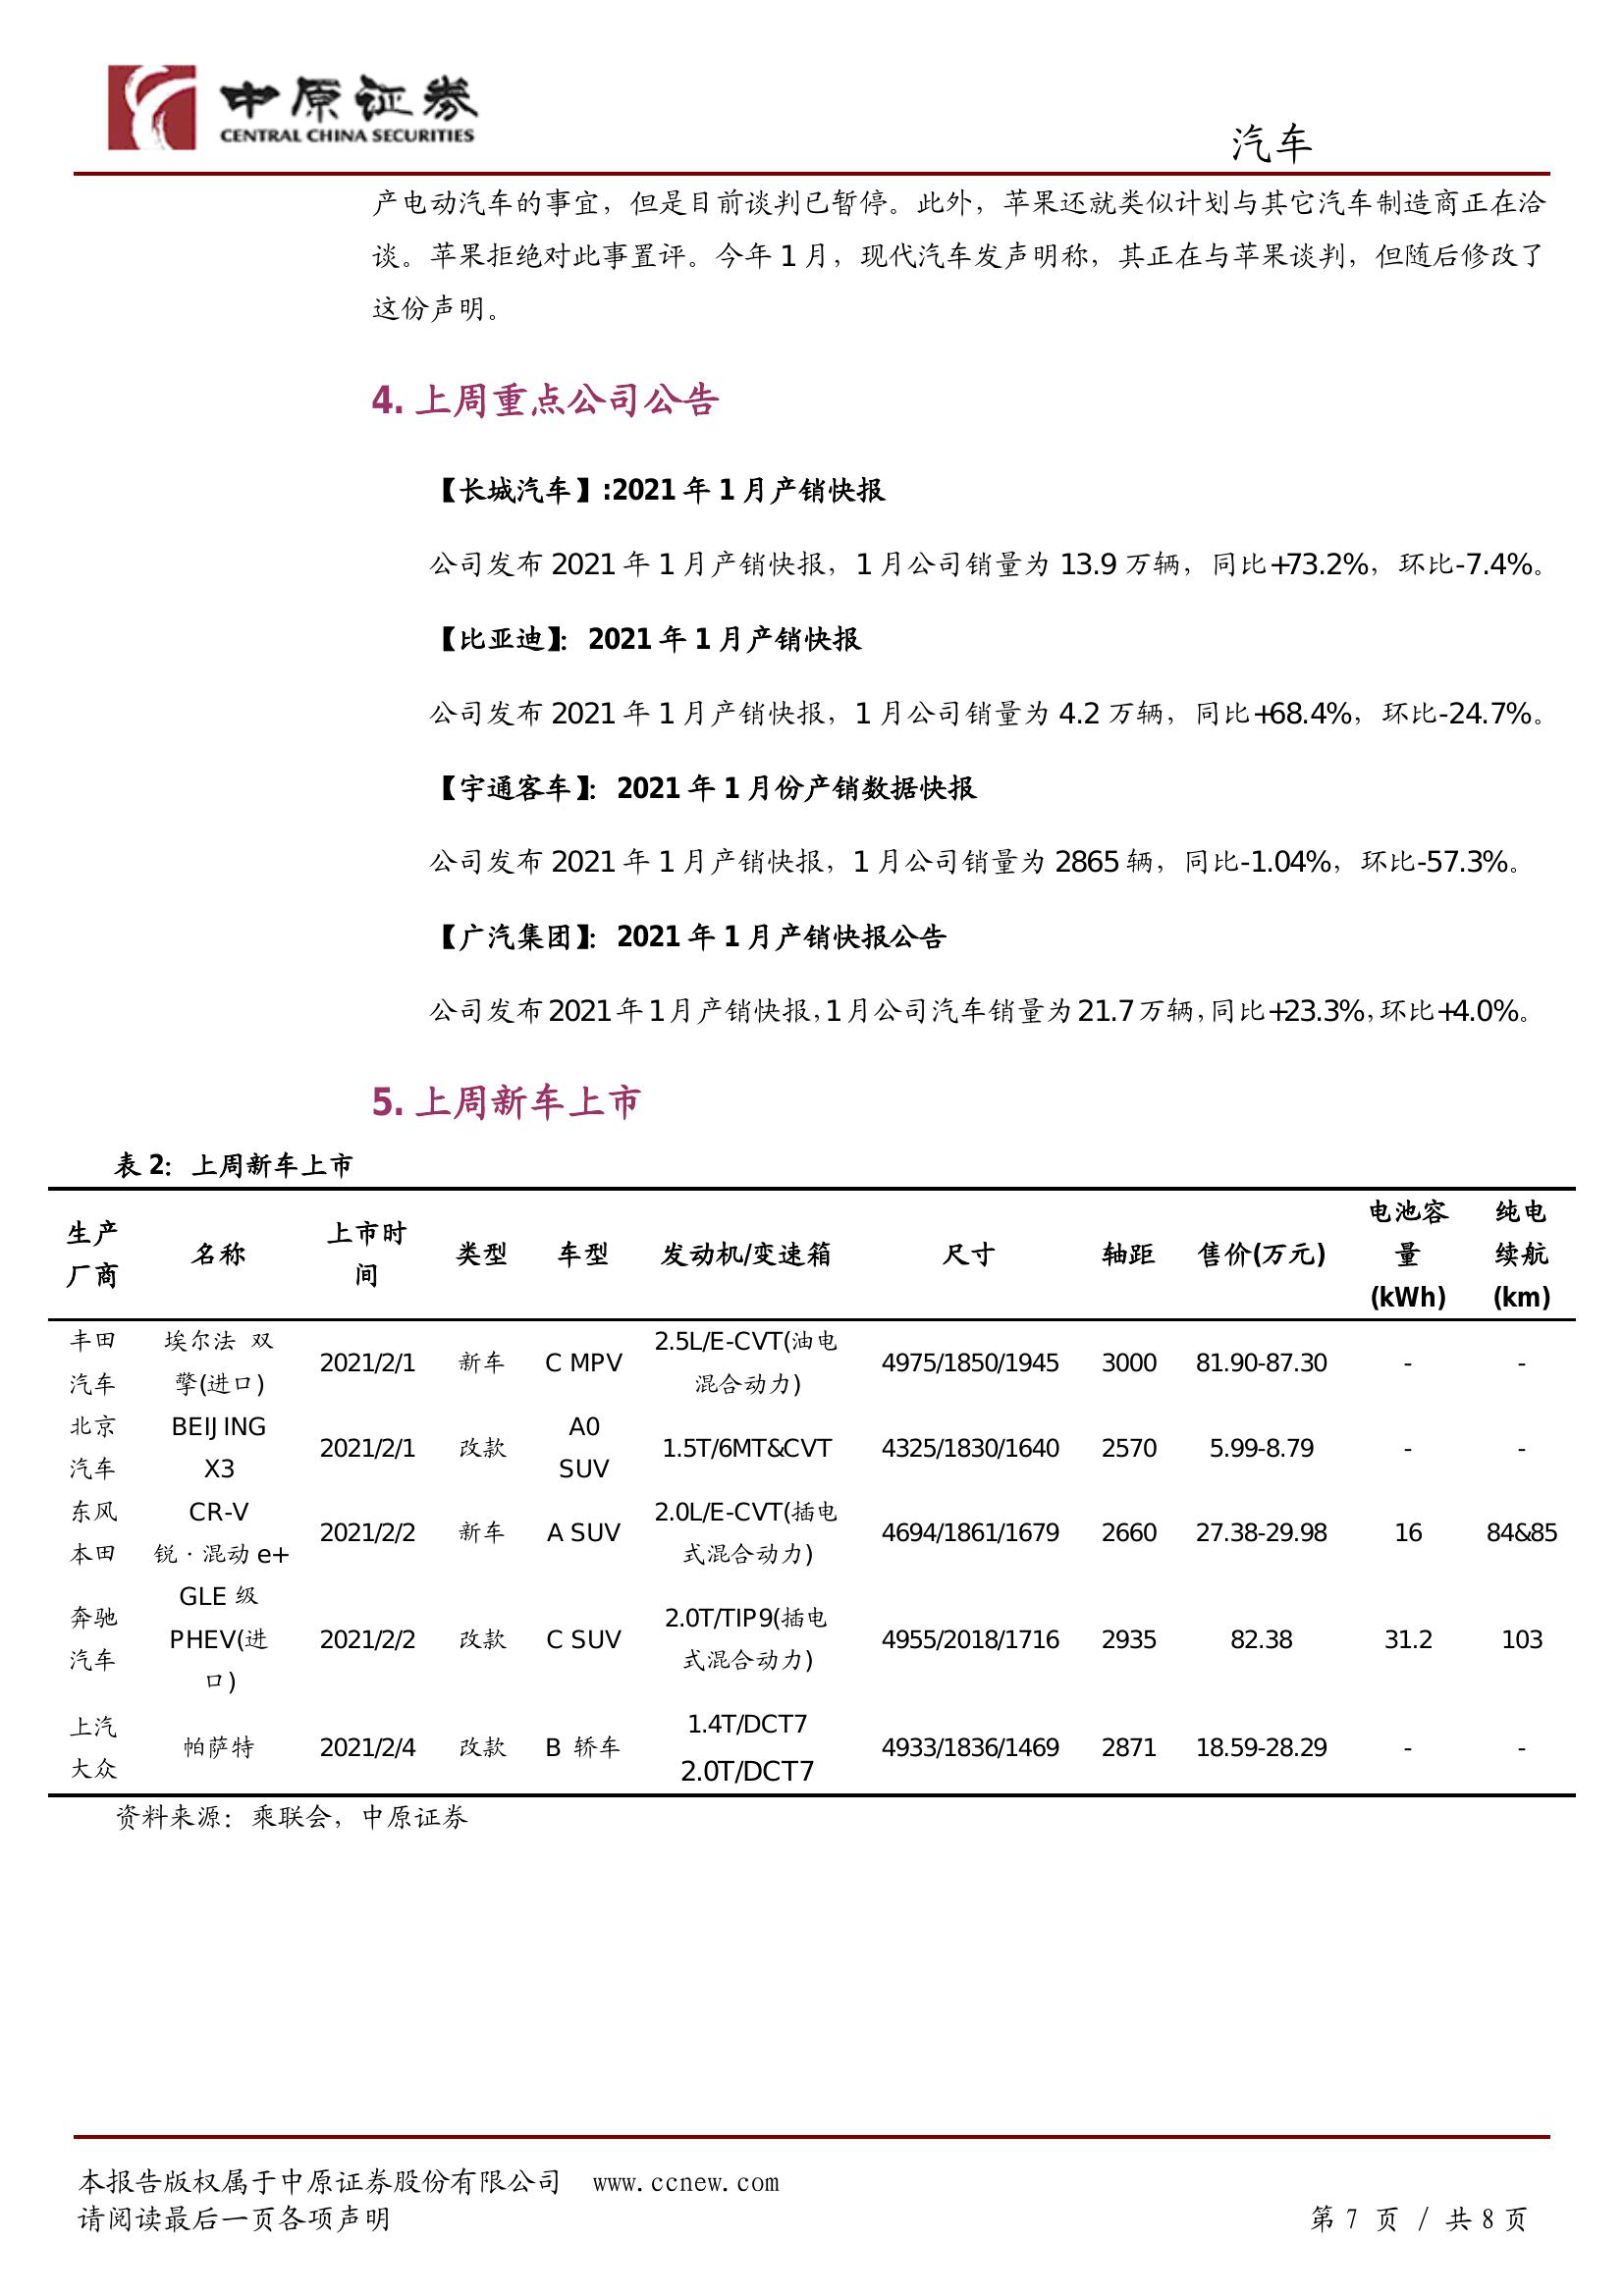 中原证券
CENTRAL CHINA SECURITIES
汽车
产电动汽车的事宜，但是目前谈判已暂停。此外，苹果还就类似计划与其它汽车制造商正在洽
谈。苹果拒绝对此事置评。今年 1 月，现代汽车发声明称，其正在与苹果谈判，但随后修改了
这份声明。
4. 上周重点公司公告
【长城汽车】:2021 年 1 月产销快报
公司发布 2021 年 1 月产销快报，1 月公司销量为 13.9 万辆，同比+73.2%，环比-7.4%。
【比亚迪】：2021 年 1 月产销快报
公司发布 2021 年 1 月产销快报，1 月公司销量为 4.2 万辆，同比+68.4%，环比-24.7%。
【宇通客车】：2021 年 1 月份产销数据快报
公司发布 2021 年 1 月产销快报，1 月公司销量为 2865 辆，同比-1.04%，环比-57.3%。
【广汽集团】：2021 年 1 月产销快报公告
公司发布 2021 年 1 月产销快报，1 月公司汽车销量为 21.7 万辆，同比+23.3%，环比+4.0%。
5. 上周新车上市
表 2：上周新车上市
生产厂商 名称 上市时间 类型 车型 发动机/变速箱 尺寸 轴距 售价(万元) 电池容量(kWh) 纯电续航(km)
丰田汽车 埃尔法 双擎(进口) 2021/2/1 新车 C MPV 2.5L/E-CVT(油电混合动力) 4975/1850/1945 3000 81.90-87.30 - -
北京汽车 BEIJING X3 2021/2/1 改款 A0 SUV 1.5T/6MT&CVT 4325/1830/1640 2570 5.99-8.79 - -
东风本田 CR-V 锐·混动 e+ 2021/2/2 新车 A SUV 2.0L/E-CVT(插电式混合动力) 4694/1861/1679 2660 27.38-29.98 16 84&85
奔驰汽车 GLE 级 PHEV(进口) 2021/2/2 改款 C SUV 2.0T/TIP9(插电式混合动力) 4955/2018/1716 2935 82.38 31.2 103
上汽大众 帕萨特 2021/2/4 改款 B 轿车 1.4T/DCT7 2.0T/DCT7 4933/1836/1469 2871 18.59-28.29 - -
资料来源：乘联会，中原证券
本报告版权属于中原证券股份有限公司 www.ccnew.com
请阅读最后一页各项声明
第 7 页 / 共 8 页